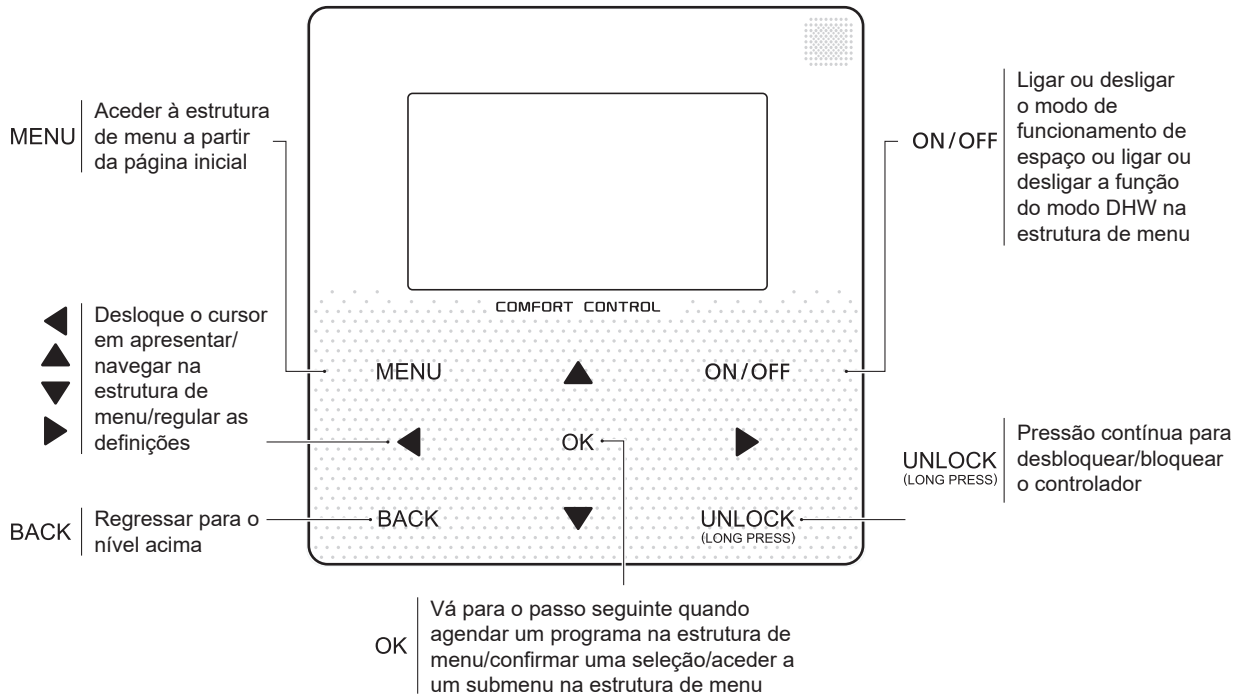 MENU
Aceder à estrutura
de menu a partir
da página inicial
Desloque o cursor
em apresentar/
navegar na
estrutura de
menu/regular as
definições
BACK
Regressar para o
nível acima
COMFORT CONTROL
MENU
ON/OFF
OK
BACK
UNLOCK
(LONG PRESS)
ON/OFF
Ligar ou desligar
o modo de
funcionamento de
espaço ou ligar ou
desligar a função
do modo DHW na
estrutura de menu
UNLOCK
(LONG PRESS)
Pressão contínua para
desbloquear/bloquear
o controlador
OK
Vá para o passo seguinte quando
agendar um programa na estrutura de
menu/confirmar uma seleção/aceder a
um submenu na estrutura de menu